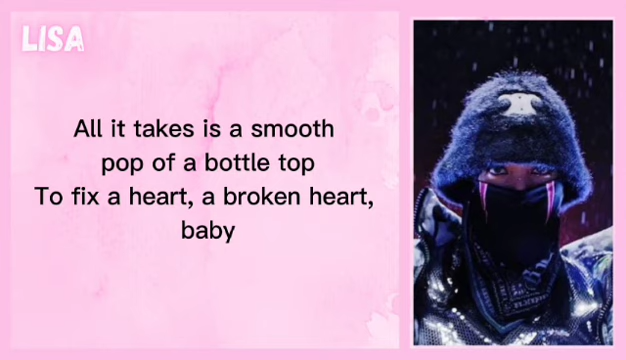 LISA
All it takes is a smooth
pop of a bottle top
To fix a heart, a broken heart,
baby